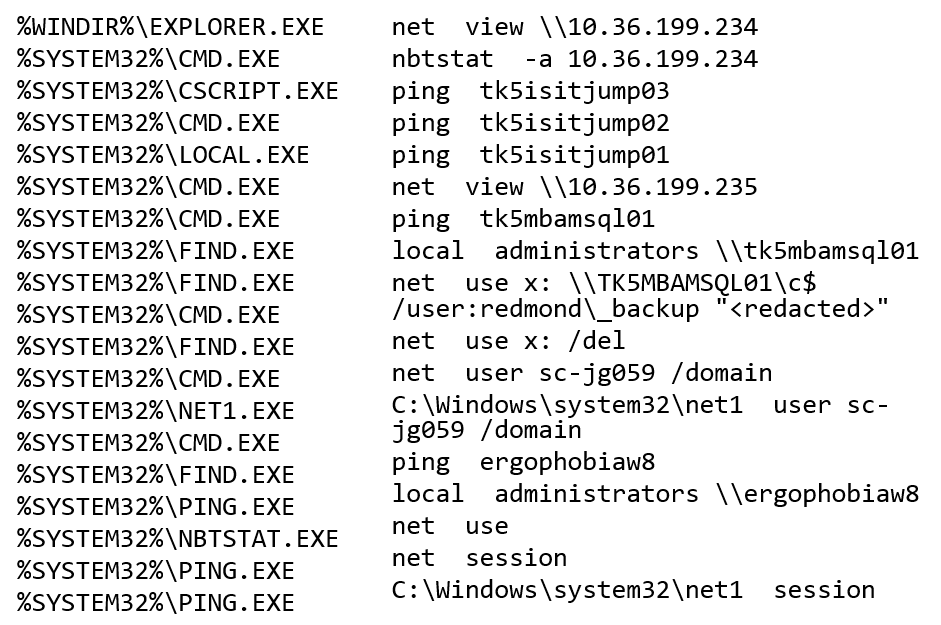 %WINDIR%\EXPLORER.EXE
%SYSTEM32%\CMD.EXE
%SYSTEM32%\CSCRIPT.EXE
%SYSTEM32%\CMD.EXE
%SYSTEM32%\LOCAL.EXE
%SYSTEM32%\CMD.EXE
%SYSTEM32%\CMD.EXE
%SYSTEM32%\FIND.EXE
%SYSTEM32%\FIND.EXE
%SYSTEM32%\CMD.EXE
%SYSTEM32%\FIND.EXE
%SYSTEM32%\CMD.EXE
%SYSTEM32%\NET1.EXE
%SYSTEM32%\CMD.EXE
%SYSTEM32%\FIND.EXE
%SYSTEM32%\PING.EXE
%SYSTEM32%\NBTSTAT.EXE
%SYSTEM32%\PING.EXE
%SYSTEM32%\PING.EXE
net  view \\10.36.199.234
nbtstat  -a 10.36.199.234
ping  tk5isitjump03
ping  tk5isitjump02
ping  tk5isitjump01
net  view \\10.36.199.235
ping  tk5mbamsql01
local  administrators \\tk5mbamsql01
net  use x: \\TK5MBAMSQL01\c$
/user:redmond\_backup "<redacted>"
net  use x: /del
net  user sc-jg059 /domain
C:\Windows\system32\net1  user sc-
jg059 /domain
ping  ergophobiaw8
local  administrators \\ergophobiaw8
net  use
net  session
C:\Windows\system32\net1  session